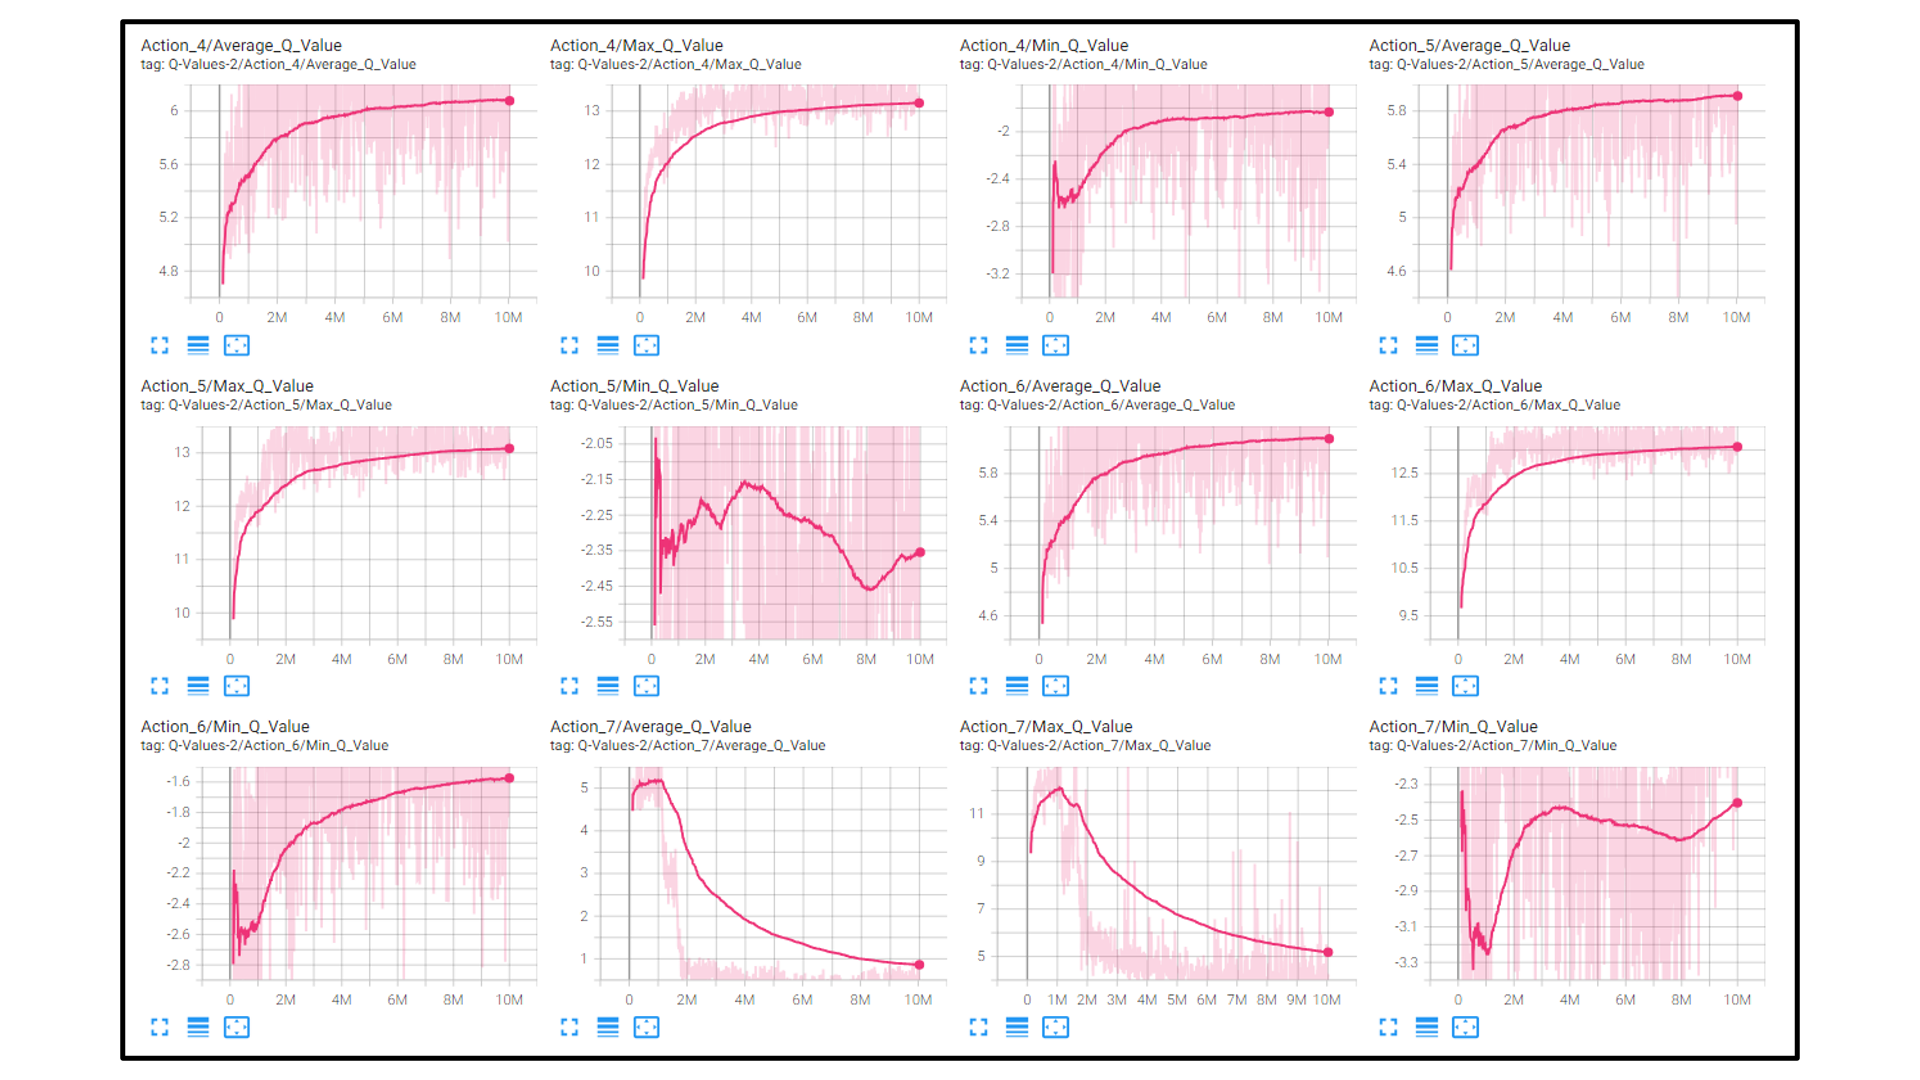 Action_4/Average_Q_Value
tag: Q-Values-2/Action_4/Average_Q_Value
6
5.6
5.2
4.8
0 2M 4M 6M 8M 10M
Action_4/Max_Q_Value
tag: Q-Values-2/Action_4/Max_Q_Value
13
12
11
10
0 2M 4M 6M 8M 10M
Action_4/Min_Q_Value
tag: Q-Values-2/Action_4/Min_Q_Value
-2
-2.4
-2.8
-3.2
0 2M 4M 6M 8M 10M
Action_5/Average_Q_Value
tag: Q-Values-2/Action_5/Average_Q_Value
5.8
5.4
5
4.6
0 2M 4M 6M 8M 10M
Action_5/Max_Q_Value
tag: Q-Values-2/Action_5/Max_Q_Value
13
12
11
10
0 2M 4M 6M 8M 10M
Action_5/Min_Q_Value
tag: Q-Values-2/Action_5/Min_Q_Value
-2.05
-2.15
-2.25
-2.35
-2.45
-2.55
0 2M 4M 6M 8M 10M
Action_6/Average_Q_Value
tag: Q-Values-2/Action_6/Average_Q_Value
5.8
5.4
5
4.6
0 2M 4M 6M 8M 10M
Action_6/Max_Q_Value
tag: Q-Values-2/Action_6/Max_Q_Value
12.5
11.5
10.5
9.5
0 2M 4M 6M 8M 10M
Action_6/Min_Q_Value
tag: Q-Values-2/Action_6/Min_Q_Value
-1.6
-1.8
-2
-2.2
-2.4
-2.6
-2.8
0 2M 4M 6M 8M 10M
Action_7/Average_Q_Value
tag: Q-Values-2/Action_7/Average_Q_Value
5
4
3
2
1
0 2M 4M 6M 8M 10M
Action_7/Max_Q_Value
tag: Q-Values-2/Action_7/Max_Q_Value
11
9
7
5
0 1M 2M 3M 4M 5M 6M 7M 8M 9M 10M
Action_7/Min_Q_Value
tag: Q-Values-2/Action_7/Min_Q_Value
-2.3
-2.5
-2.7
-2.9
-3.1
-3.3
0 2M 4M 6M 8M 10M